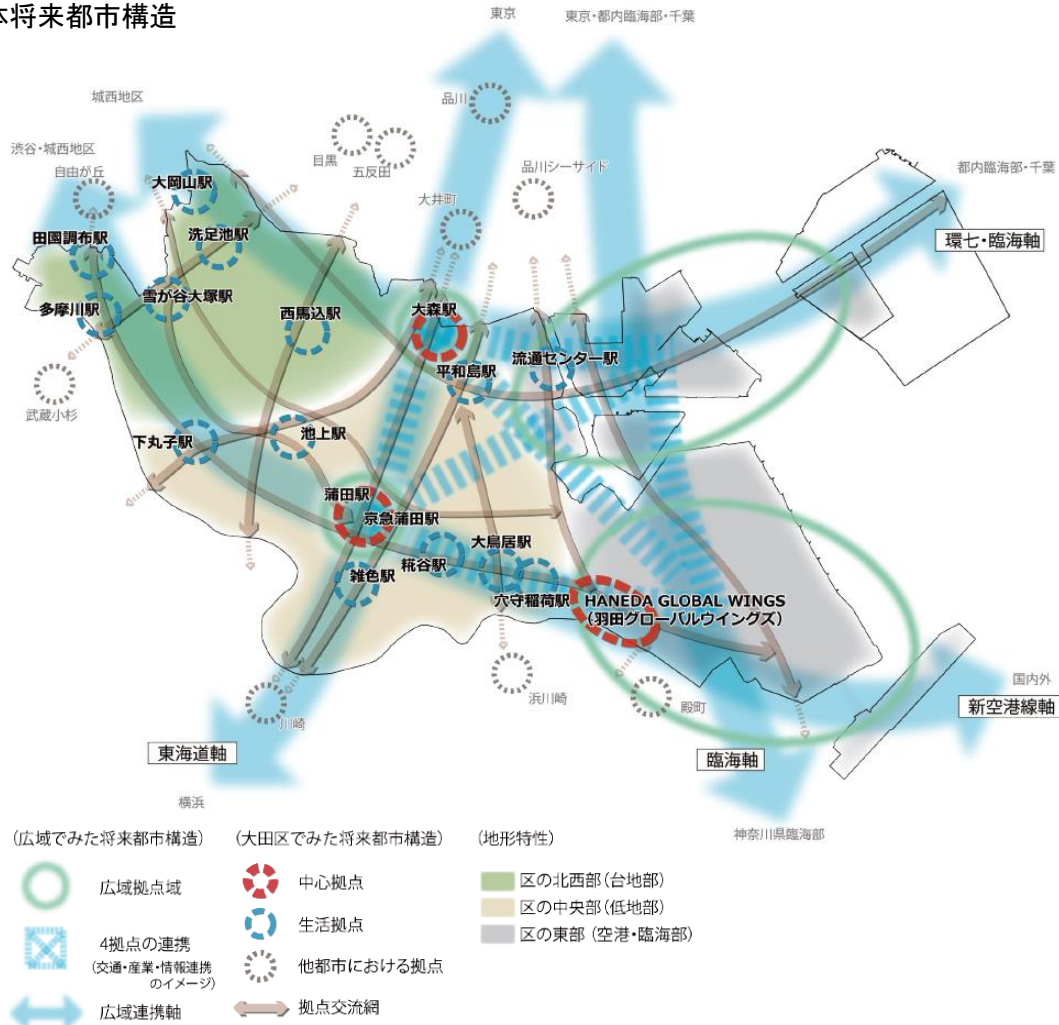 体将来都市構造
東京
東京・都内臨海部・千葉
城西地区
品川
渋谷・城西地区
自由が丘
目黒
五反田
品川シーサイド
都内臨海部・千葉
大岡山駅
大井町
田園調布駅
洗足池駅
環七・臨海軸
多摩川駅
雪が谷大塚駅
西馬込駅
大森駅
流通センター駅
平和島駅
武蔵小杉
下丸子駅
池上駅
蒲田駅
京急蒲田駅
大鳥居駅
糀谷駅
雑色駅
穴守稲荷駅
HANEDA GLOBAL WINGS
(羽田グローバルウイングズ)
国内外
浜川崎
殿町
新空港線軸
川崎
東海道軸
臨海軸
横浜
神奈川県臨海部
(広域でみた将来都市構造)
広域拠点域
4拠点の連携
(交通・産業・情報連携
のイメージ)
広域連携軸
(大田区でみた将来都市構造)
中心拠点
生活拠点
他都市における拠点
拠点交流網
(地形特性)
区の北西部(台地部)
区の中央部(低地部)
区の東部 (空港・臨海部)